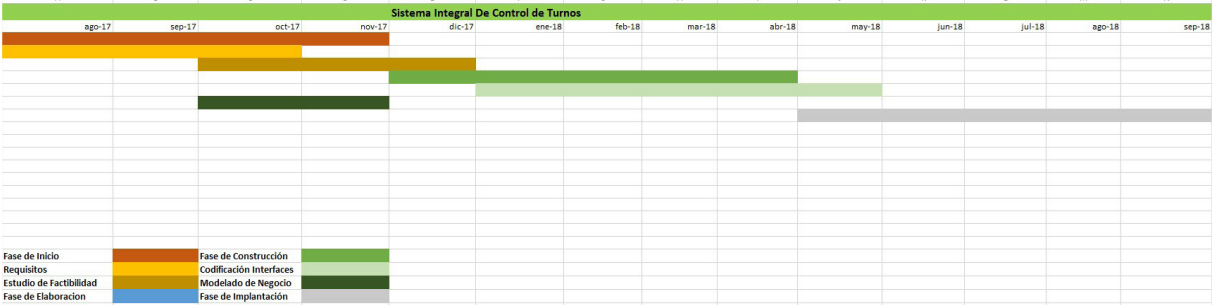 Sistema Integral De Control de Turnos
ago-17 sep-17 oct-17 nov-17 dic-17 ene-18 feb-18 mar-18 abr-18 may-18 jun-18 jul-18 ago-18 sep-18
Fase de Inicio Fase de Construcción
Requisitos Codificación Interfaces
Estudio de Factibilidad Modelado de Negocio
Fase de Elaboracion Fase de Implantación